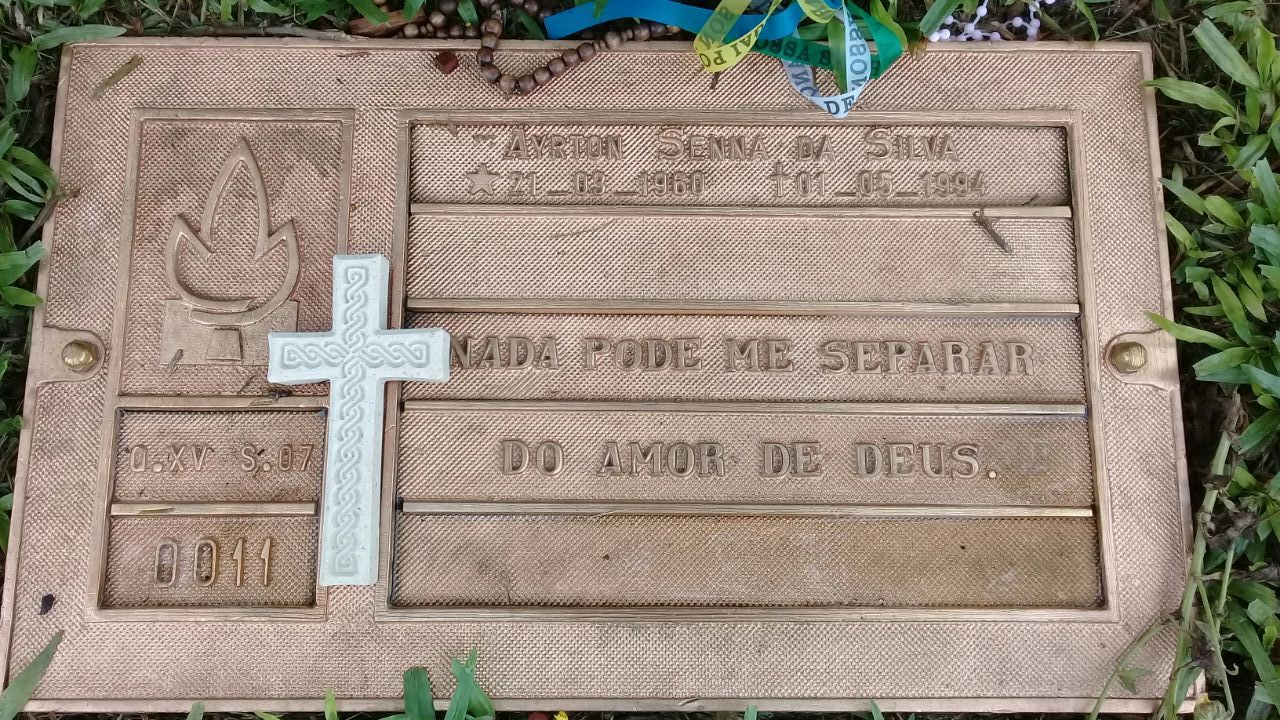 AYRTON SENNA DA SILVA
21_03_1960 01_05_1994
NADA PODE ME SEPARAR
DO AMOR DE DEUS.
Q.XV S.07
0011